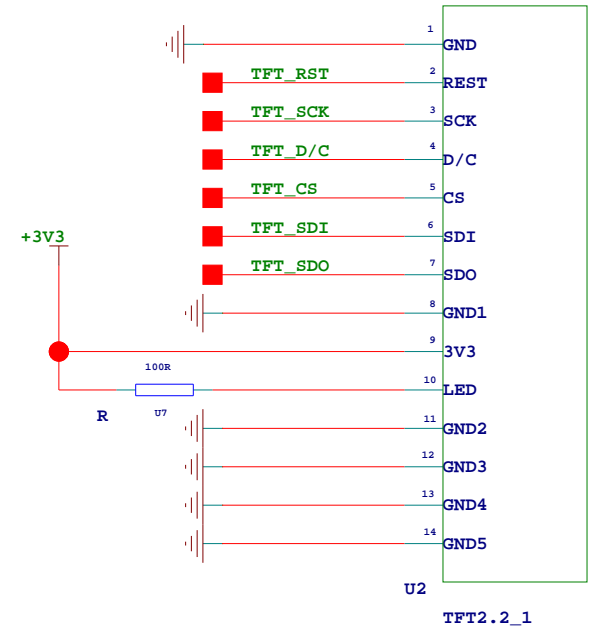 1
GND
TFT_RST
2
REST
TFT_SCK
3
SCK
TFT_D/C
4
D/C
TFT_CS
5
CS
TFT_SDI
6
SDI
+3V3
TFT_SDO
7
SDO
8
GND1
9
3V3
100R
10
LED
R
U7
11
GND2
12
GND3
13
GND4
14
GND5
U2
TFT2.2_1